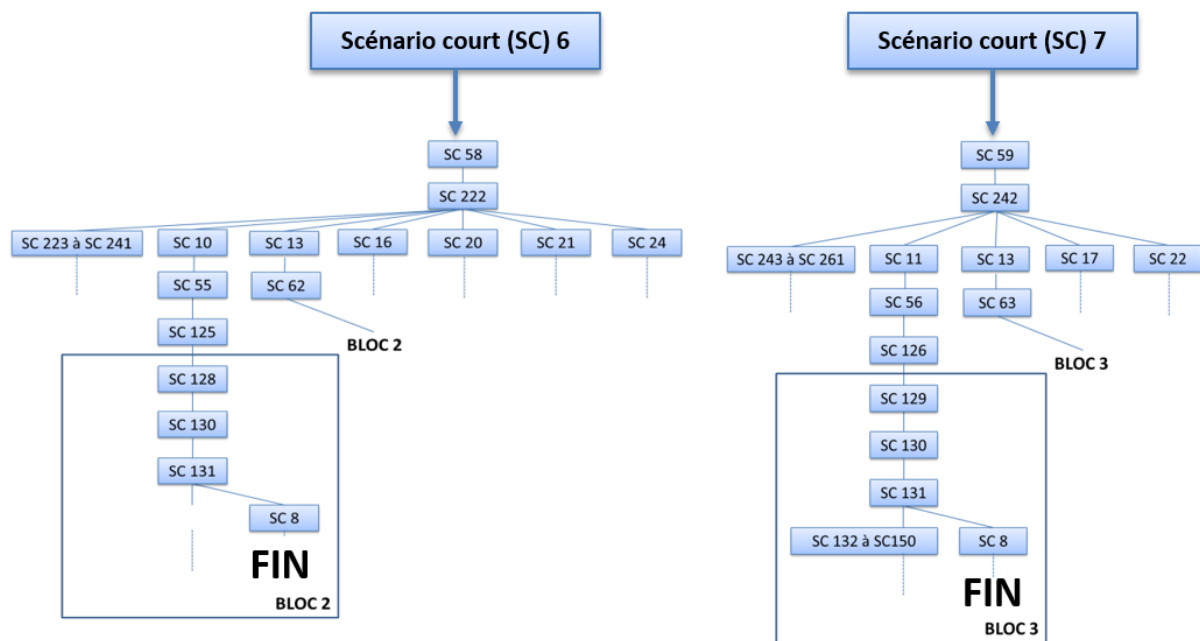 Scénario court (SC) 6
SC 58
SC 222
SC 223 à SC 241
SC 10
SC 13
SC 16
SC 20
SC 21
SC 24
SC 55
SC 62
SC 125
BLOC 2
SC 128
SC 130
SC 131
SC 8
FIN
BLOC 2
Scénario court (SC) 7
SC 59
SC 242
SC 243 à SC 261
SC 11
SC 13
SC 17
SC 22
SC 56
SC 63
SC 126
BLOC 3
SC 129
SC 130
SC 131
SC 132 à SC150
SC 8
FIN
BLOC 3